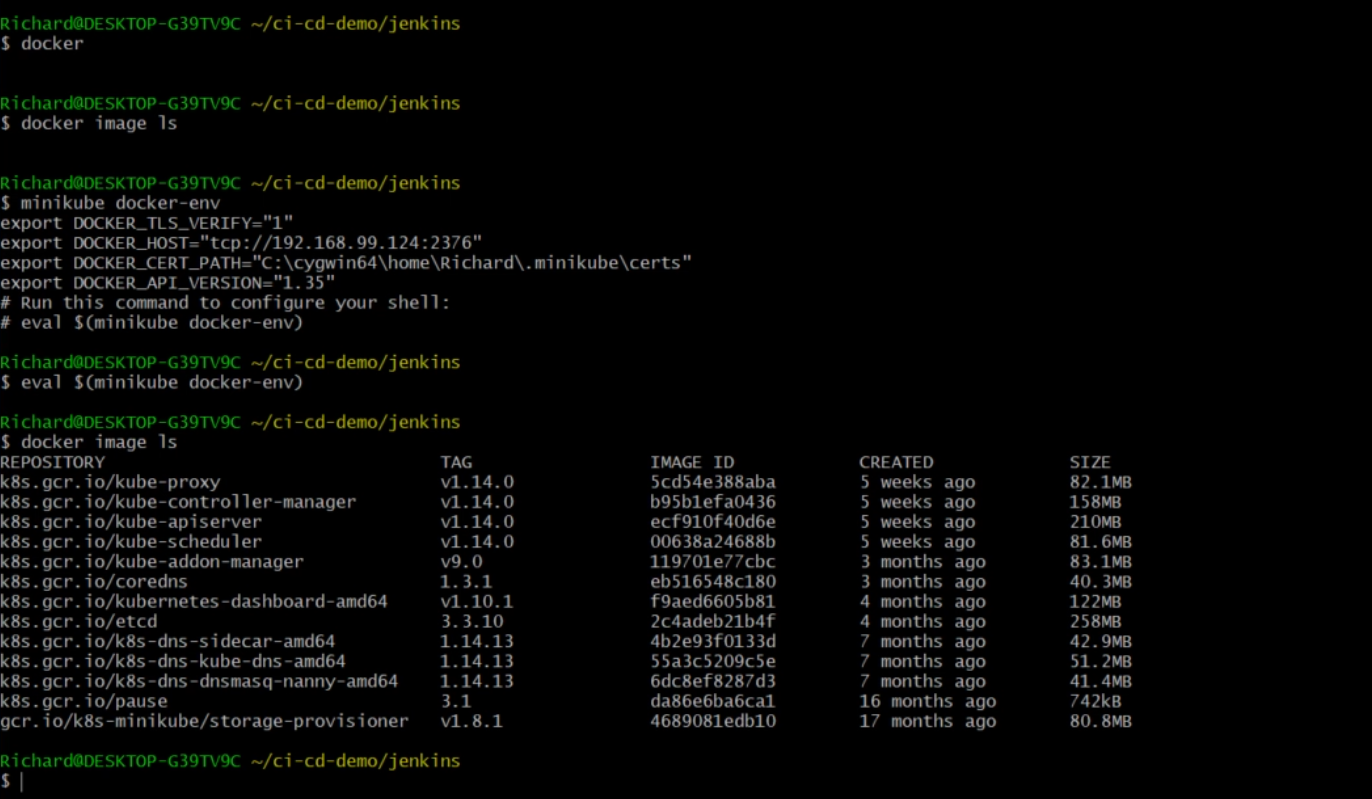 Richard@DESKTOP-G39TV9C ~/ci-cd-demo/jenkins
$ docker
Richard@DESKTOP-G39TV9C ~/ci-cd-demo/jenkins
$ docker image ls
Richard@DESKTOP-G39TV9C ~/ci-cd-demo/jenkins
$ minikube docker-env
export DOCKER_TLS_VERIFY="1"
export DOCKER_HOST="tcp://192.168.99.124:2376"
export DOCKER_CERT_PATH="C:\cygwin64\home\Richard\.minikube\certs"
export DOCKER_API_VERSION="1.35"
# Run this command to configure your shell:
# eval $(minikube docker-env)
Richard@DESKTOP-G39TV9C ~/ci-cd-demo/jenkins
$ eval $(minikube docker-env)
Richard@DESKTOP-G39TV9C ~/ci-cd-demo/jenkins
$ docker image ls
REPOSITORY TAG IMAGE ID CREATED SIZE
k8s.gcr.io/kube-proxy v1.14.0 5cd54e388aba 5 weeks ago 82.1MB
k8s.gcr.io/kube-controller-manager v1.14.0 b95b1efa0436 5 weeks ago 158MB
k8s.gcr.io/kube-apiserver v1.14.0 ecf910f40d6e 5 weeks ago 210MB
k8s.gcr.io/kube-scheduler v1.14.0 00638a24688b 5 weeks ago 81.6MB
k8s.gcr.io/kube-addon-manager v9.0 119701e77cbc 3 months ago 83.1MB
k8s.gcr.io/coredns 1.3.1 eb516548c180 3 months ago 40.3MB
k8s.gcr.io/kubernetes-dashboard-amd64 v1.10.1 f9aed6605b81 4 months ago 122MB
k8s.gcr.io/etcd 3.3.10 2c4adeb21b4f 4 months ago 258MB
k8s.gcr.io/k8s-dns-sidecar-amd64 1.14.13 4b2e93f0133d 7 months ago 42.9MB
k8s.gcr.io/k8s-dns-kube-dns-amd64 1.14.13 55a3c5209c5e 7 months ago 51.2MB
k8s.gcr.io/k8s-dns-dnsmasq-nanny-amd64 1.14.13 6dc8ef8287d3 7 months ago 41.4MB
k8s.gcr.io/pause 3.1 da86e6ba6ca1 16 months ago 742kB
gcr.io/k8s-minikube/storage-provisioner v1.8.1 4689081edb10 17 months ago 80.8MB
Richard@DESKTOP-G39TV9C ~/ci-cd-demo/jenkins
$